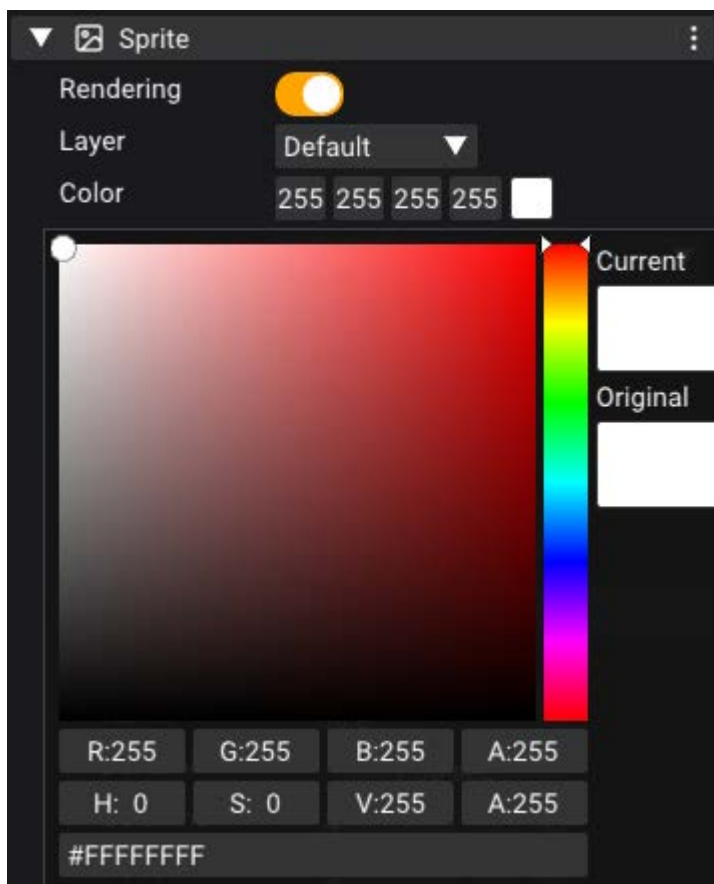 Sprite
Rendering
Layer Default
Color 255 255 255 255
Current
Original
R:255 G:255 B:255 A:255
H: 0 S: 0 V:255 A:255
#FFFFFFFF